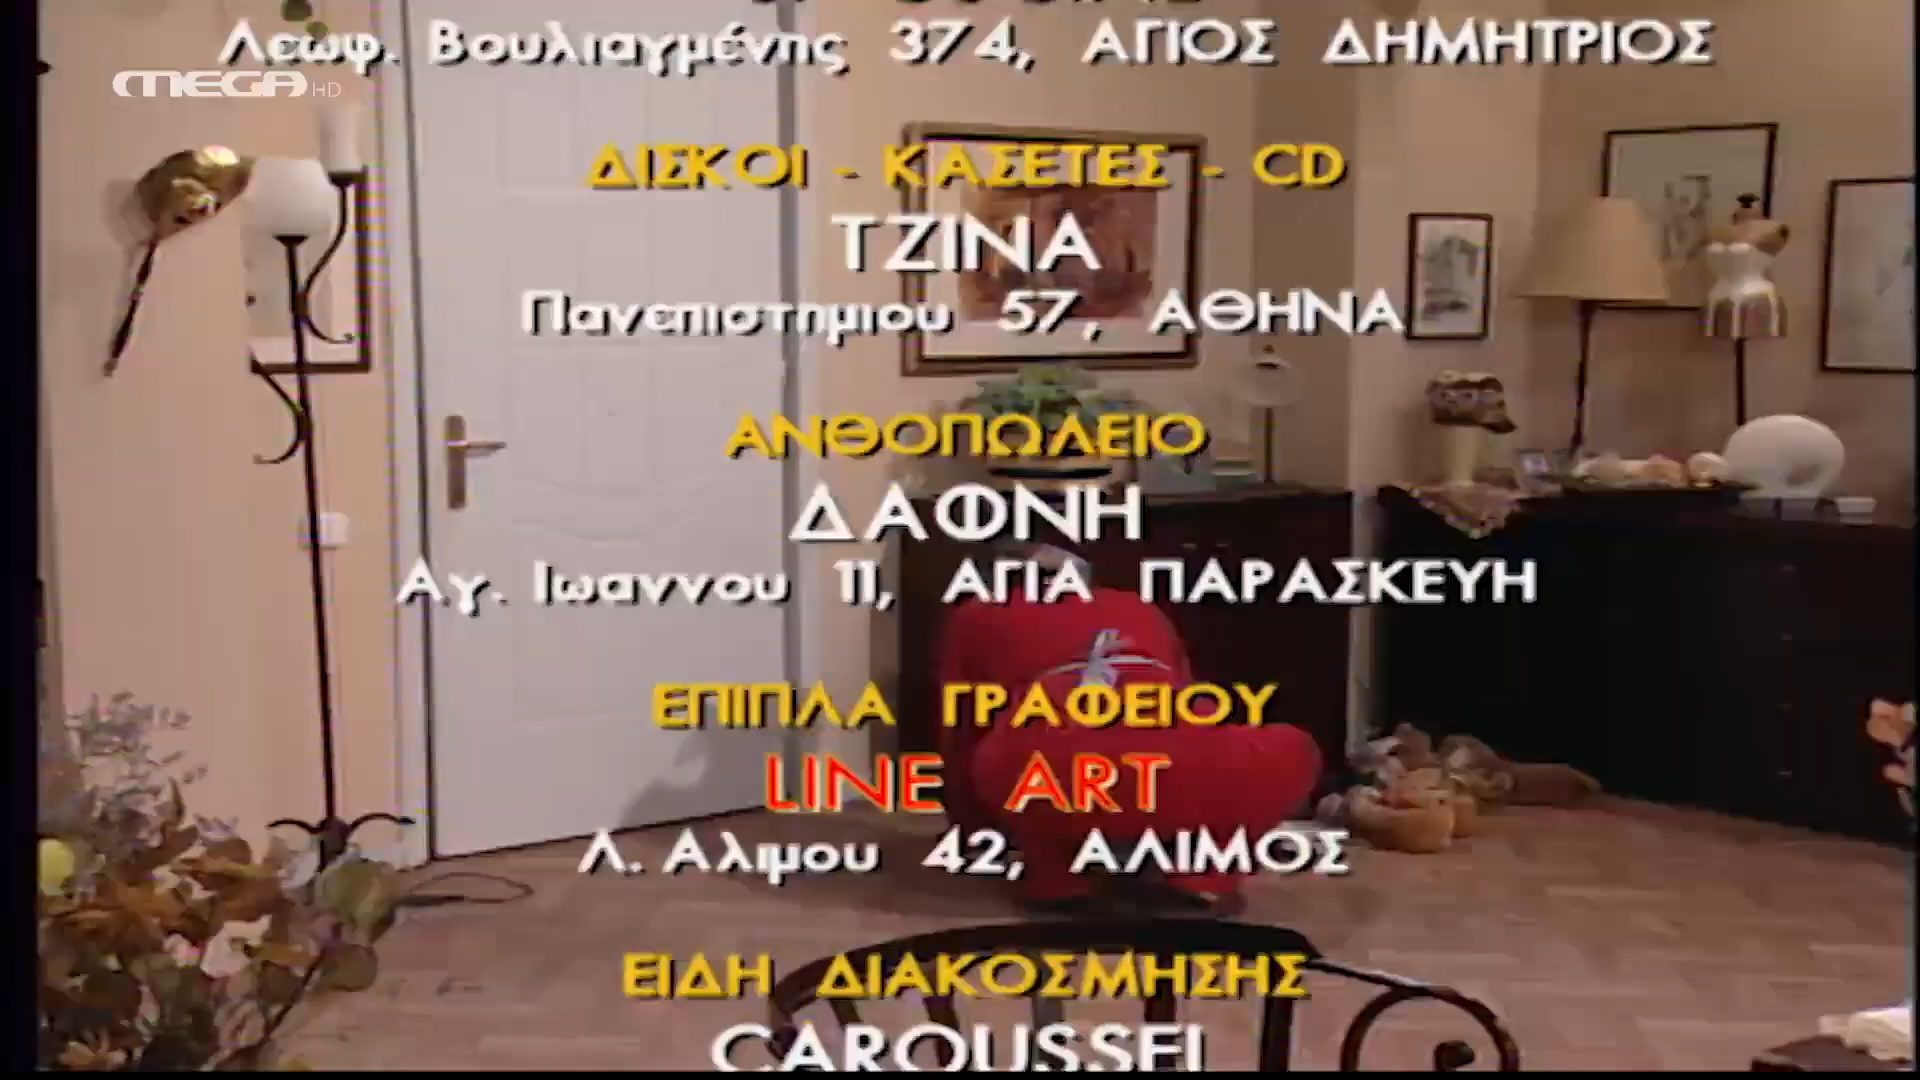 Λεωφ. Βουλιαγμένης 374, ΑΓΙΟΣ ΔΗΜΗΤΡΙΟΣ
MEGA HD
ΔΙΣΚΟΙ - ΚΑΣΕΤΕΣ - CD
ΤΖΙΝΑ
Πανεπιστημιου 57, ΑΘΗΝΑ
ΑΝΘΟΠΩΛΕΙΟ
ΔΑΦΝΗ
Αγ. Ιωαννου 11, ΑΓΙΑ ΠΑΡΑΣΚΕΥΗ
ΕΠΙΠΛΑ ΓΡΑΦΕΙΟΥ
LINE ART
Λ. Αλιμου 42, ΑΛΙΜΟΣ
ΕΙΔΗ ΔΙΑΚΟΣΜΗΣΗΣ
CAROUSSEL